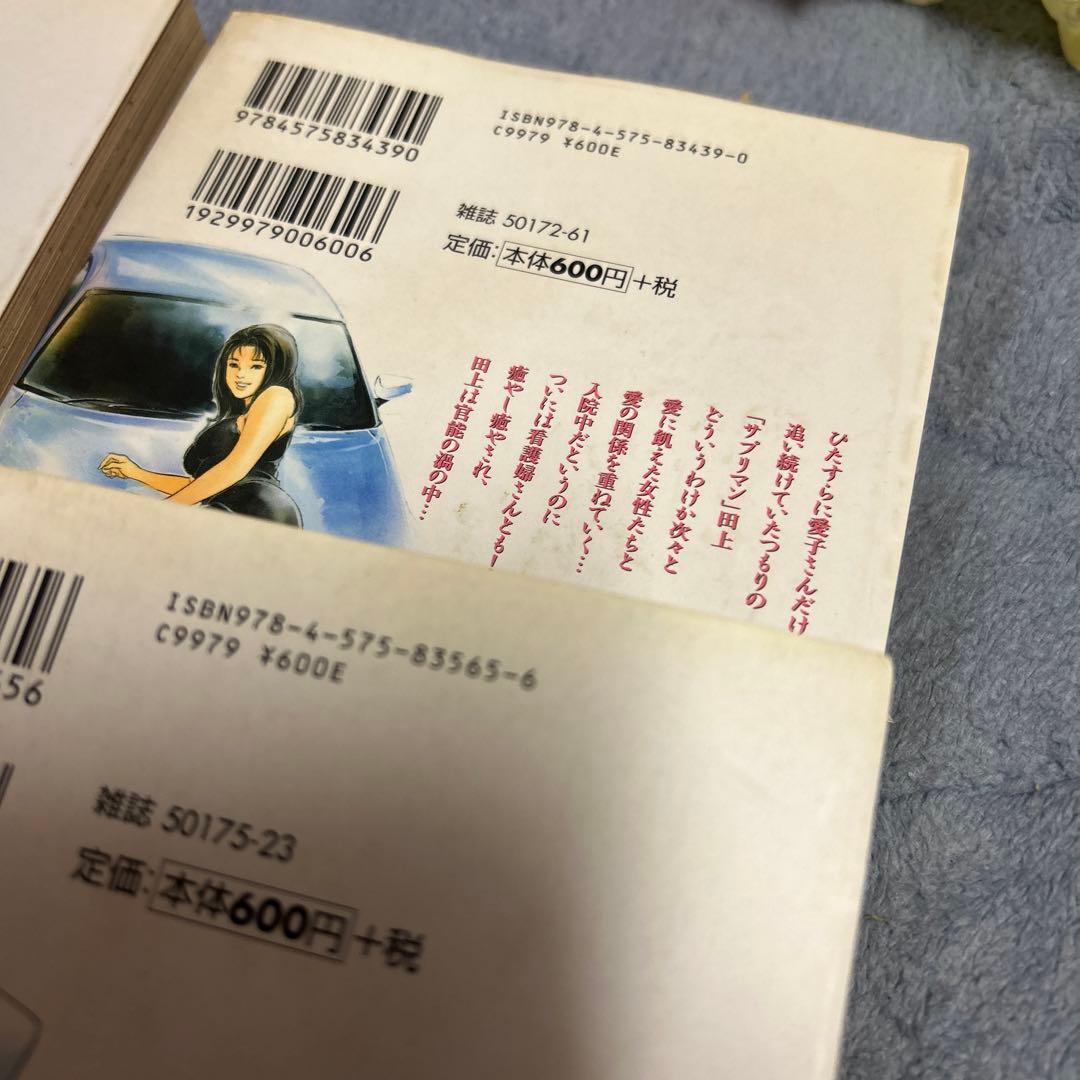 9784575834390
ISBN978-4-575-83439-0
C9979 ¥600E
1929979006006
雑誌 50172-61
定価:本体600円+税
ひたすらに愛子さんだけ
追い続けていたつもりの
「サプリマン」田上
どういうわけか次々と
愛に飢えた女性たちと
愛の関係を重ねていく…
入院中だというのに
ついには看護婦さんとも!
癒やし癒やされ、
田上は官能の渦の中…
656
ISBN978-4-575-83565-6
C9979 ¥600E
雑誌 50175-23
定価:本体600円+税